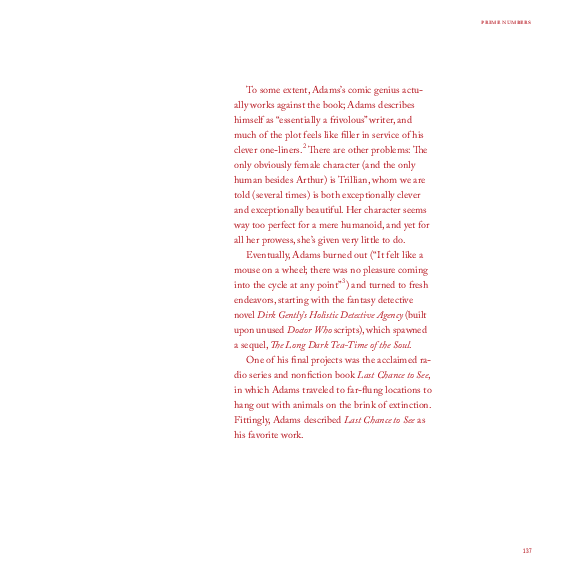 PRIME NUMBERS
To some extent, Adams's comic genius actu-
ally works against the book; Adams describes
himself as "essentially a frivolous" writer, and
much of the plot feels like filler in service of his
clever one-liners.2 There are other problems: The
only obviously female character (and the only
human besides Arthur) is Trillian, whom we are
told (several times) is both exceptionally clever
and exceptionally beautiful. Her character seems
way too perfect for a mere humanoid, and yet for
all her prowess, she's given very little to do.
Eventually, Adams burned out ("It felt like a
mouse on a wheel; there was no pleasure coming
into the cycle at any point"3) and turned to fresh
endeavors, starting with the fantasy detective
novel Dirk Gently's Holistic Detective Agency (built
upon unused Doctor Who scripts), which spawned
a sequel, The Long Dark Tea-Time of the Soul.
One of his final projects was the acclaimed ra-
dio series and nonfiction book Last Chance to See,
in which Adams traveled to far-flung locations to
hang out with animals on the brink of extinction.
Fittingly, Adams described Last Chance to See as
his favorite work.
137